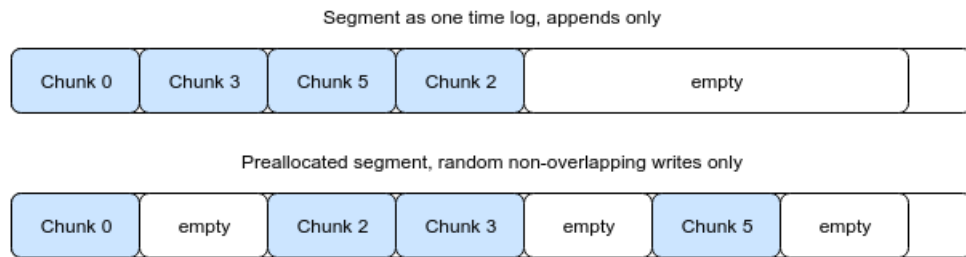 Segment as one time log, appends only
Chunk 0 Chunk 3 Chunk 5 Chunk 2 empty
Preallocated segment, random non-overlapping writes only
Chunk 0 empty Chunk 2 Chunk 3 empty Chunk 5 empty